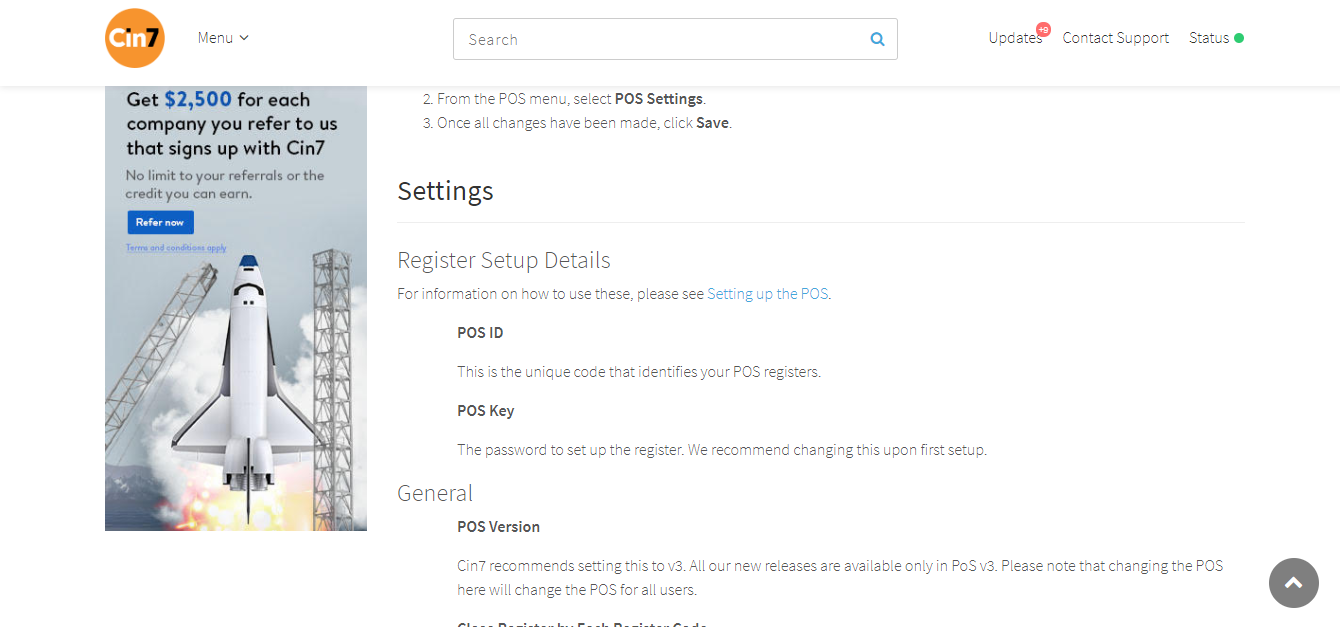 Cin7
Menu
Search
Updates
+9
Contact Support
Status
Get $2,500 for each
company you refer to us
that signs up with Cin7
No limit to your referrals or the
credit you can earn.
Refer now
Terms and conditions apply
2. From the POS menu, select POS Settings.
3. Once all changes have been made, click Save.
Settings
Register Setup Details
For information on how to use these, please see Setting up the POS.
POS ID
This is the unique code that identifies your POS registers.
POS Key
The password to set up the register. We recommend changing this upon first setup.
General
POS Version
Cin7 recommends setting this to v3. All our new releases are available only in PoS v3. Please note that changing the POS
here will change the POS for all users.
Close Register by Each Register Code